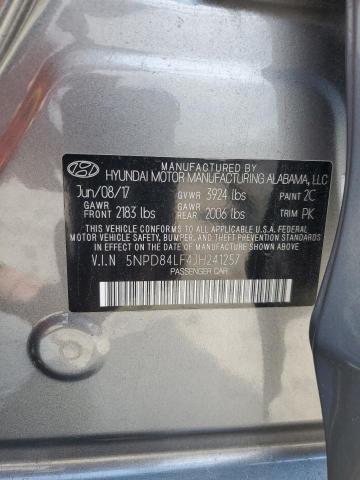 MANUFACTURED BY
HYUNDAI MOTOR MANUFACTURING ALABAMA, LLC
Jun/08/17 GVWR 3924 lbs PAINT 2C
GAWR FRONT 2183 lbs GAWR REAR 2006 lbs TRIM PK
THIS VEHICLE CONFORMS TO ALL APPLICABLE
U.S. FEDERAL MOTOR VEHICLE SAFETY,
BUMPER, AND THEFT PREVENTION STANDARDS
IN EFFECT ON THE DATE OF MANUFACTURE
V.I.N 5NPD84LF4JH241257
PASSENGER CAR